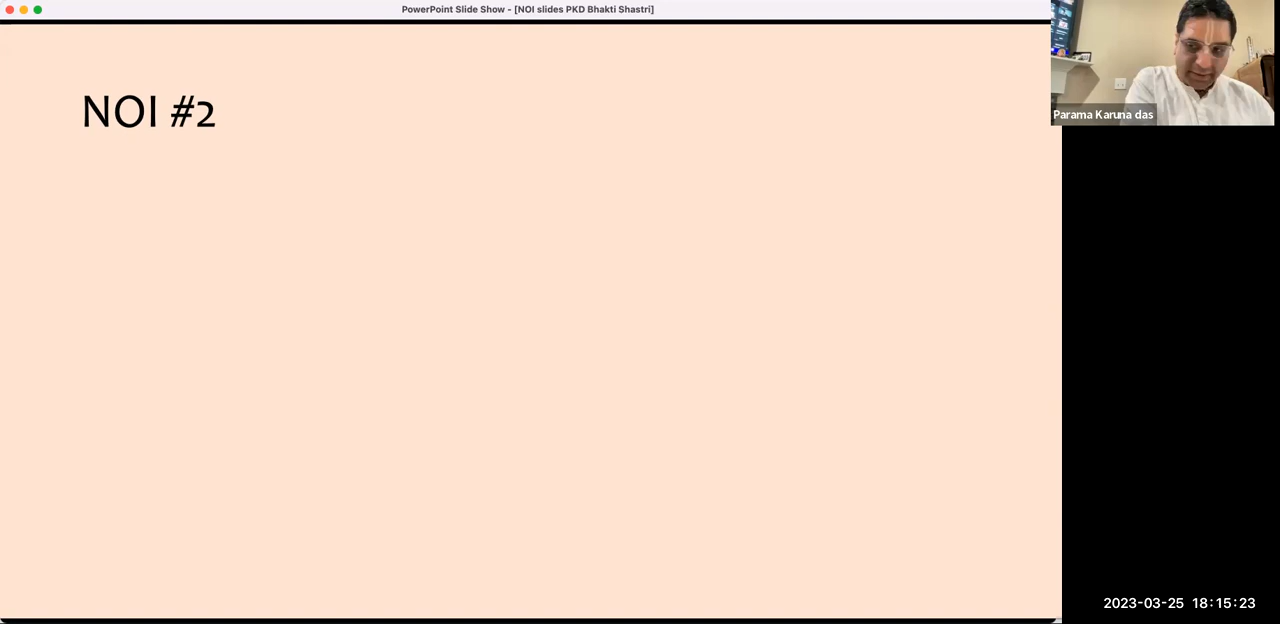 PowerPoint Slide Show - [NOI slides PKD Bhakti Shastri]
NOI #2
Parama Karuna das
2023-03-25 18:15:23